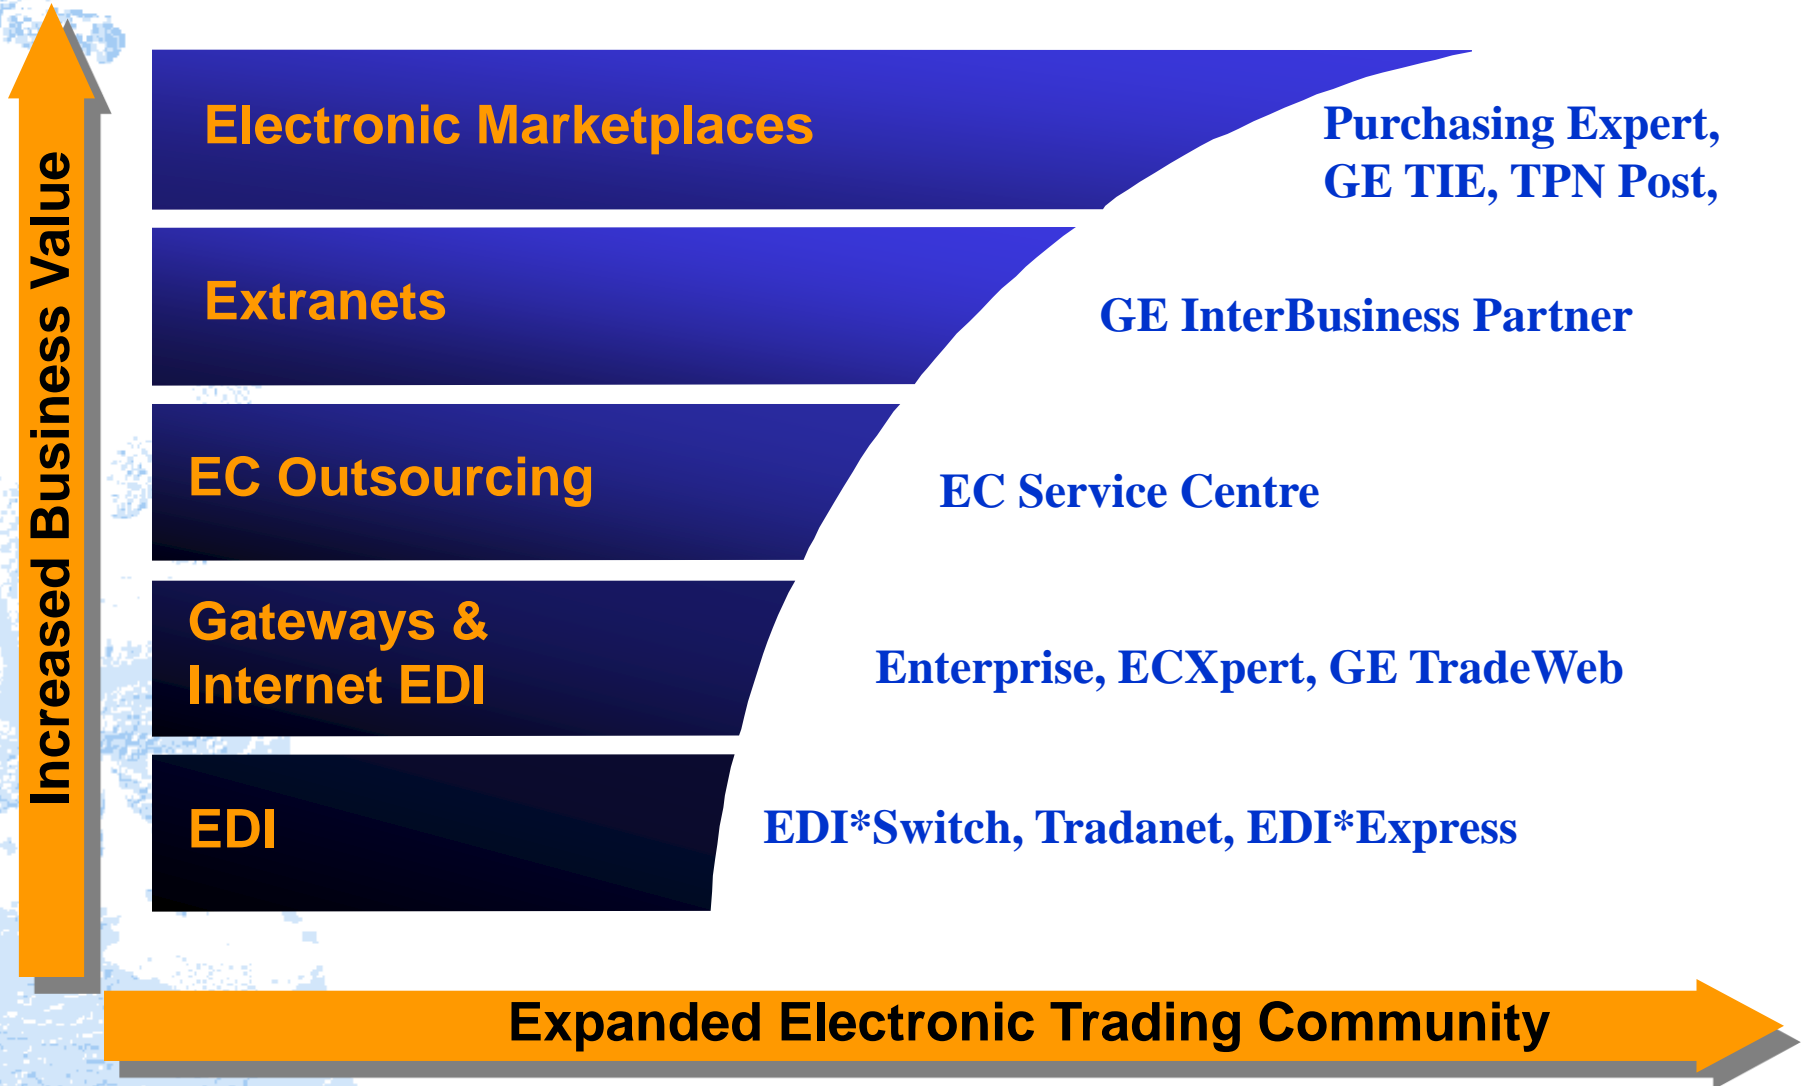 Increased Business Value
Electronic Marketplaces
Purchasing Expert,
GE TIE, TPN Post,
Extranets
GE InterBusiness Partner
EC Outsourcing
EC Service Centre
Gateways &
Internet EDI
Enterprise, ECXpert, GE TradeWeb
EDI
EDI*Switch, Tradanet, EDI*Express
Expanded Electronic Trading Community